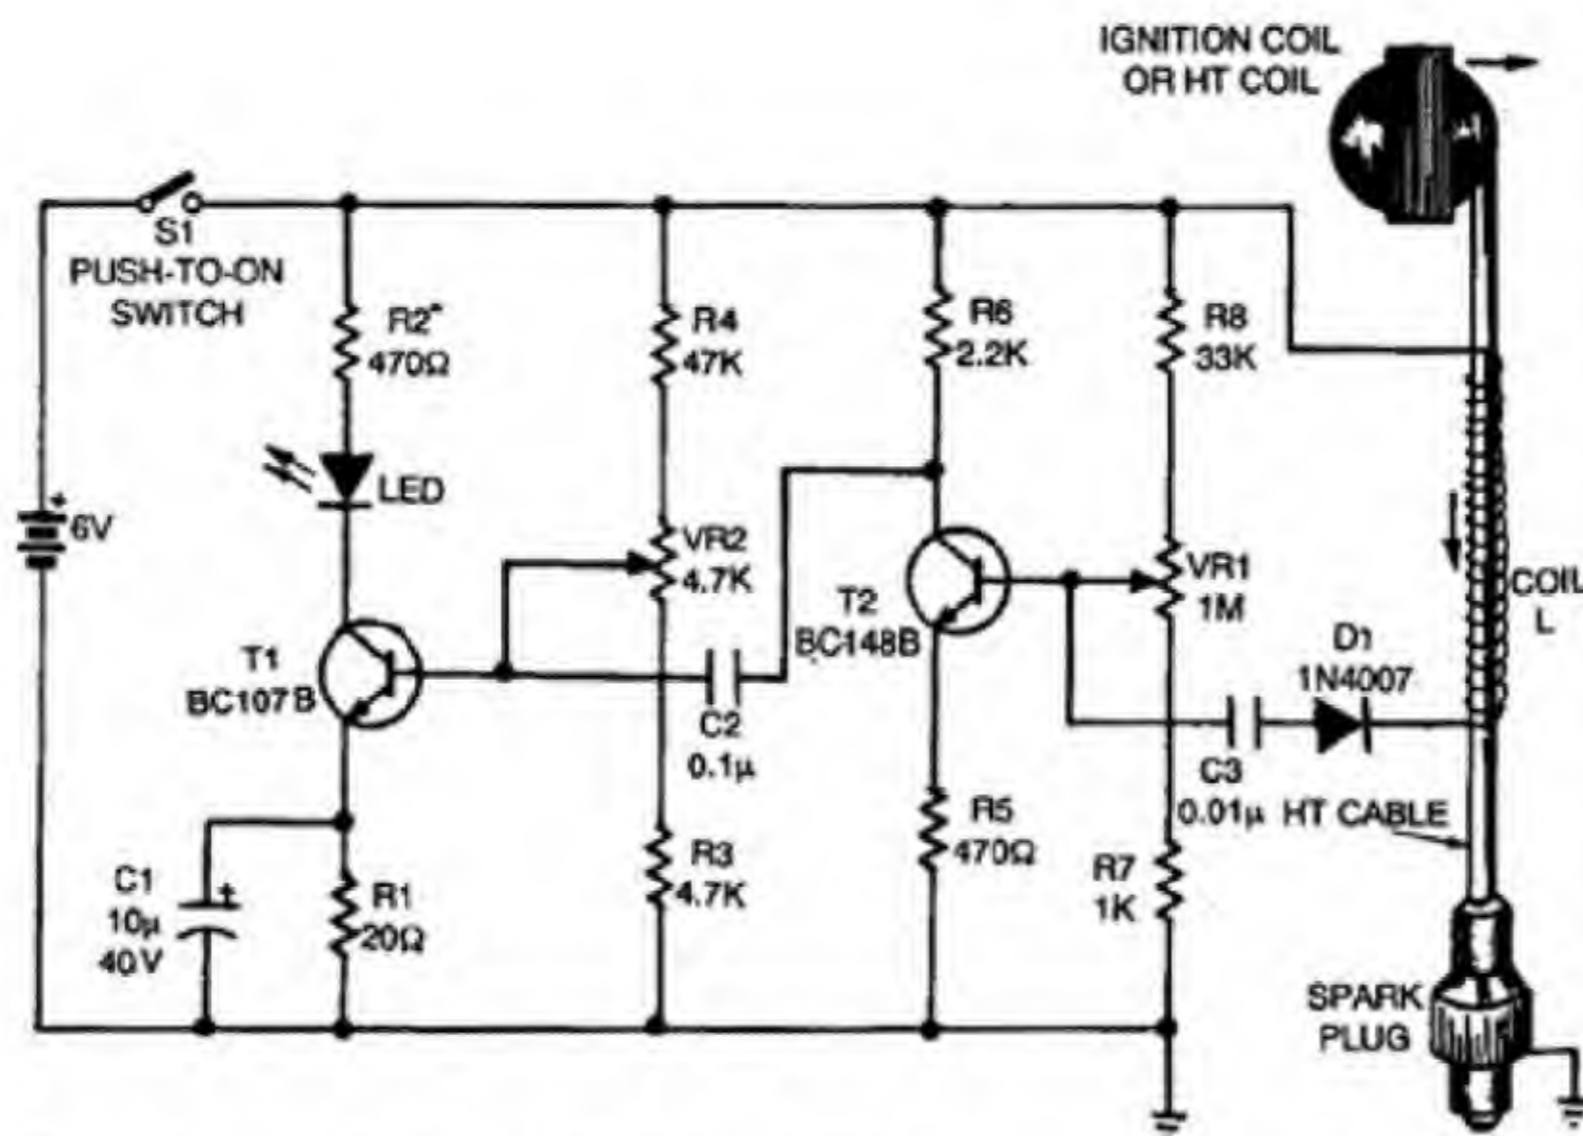 IGNITION COIL
OR HT COIL
S1
PUSH-TO-ON
SWITCH
R2*
470Ω
R4
47K
R6
2.2K
R8
33K
LED
+
6V
VR2
4.7K
T2
BC148B
VR1
1M
COIL
L
T1
BC107B
D1
1N4007
C2
0.1µ
C3
0.01µ
HT CABLE
C1
10µ
40V
+
R1
20Ω
R3
4.7K
R5
470Ω
R7
1K
SPARK
PLUG